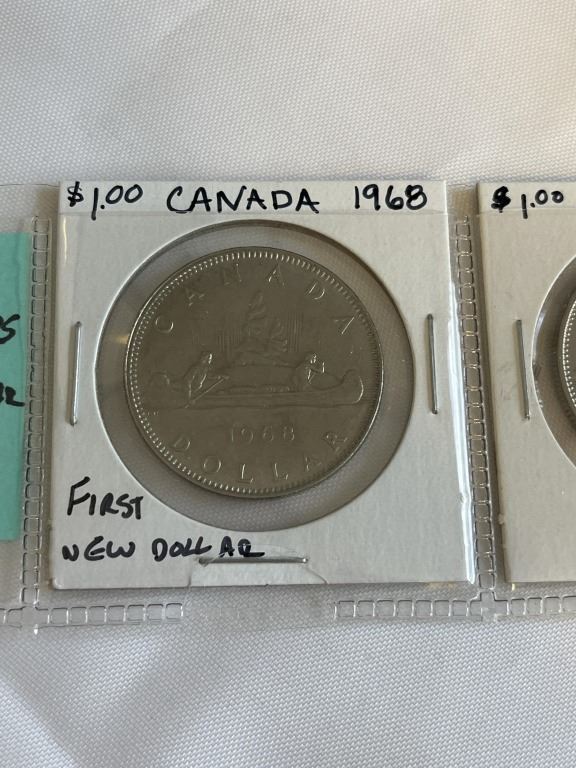 $1.00 CANADA 1968
CANADA
1968
DOLLAR
FIRST
NEW DOLLAR
$1.00